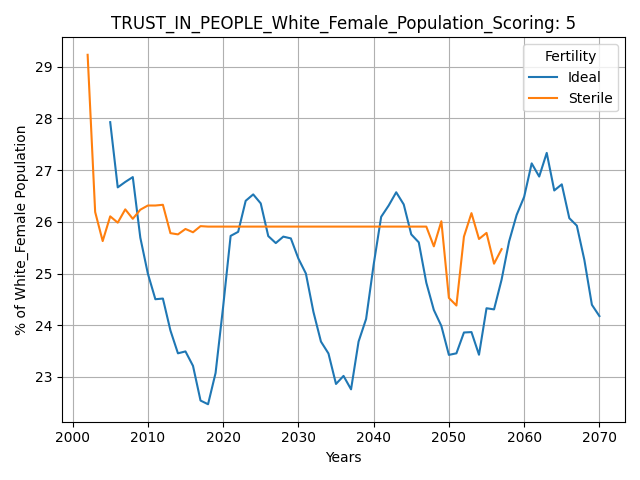 TRUST_IN_PEOPLE_White_Female_Population_Scoring: 5
Fertility
Ideal
Sterile
% of White_Female Population
29
28
27
26
25
24
23
2000 2010 2020 2030 2040 2050 2060 2070
Years